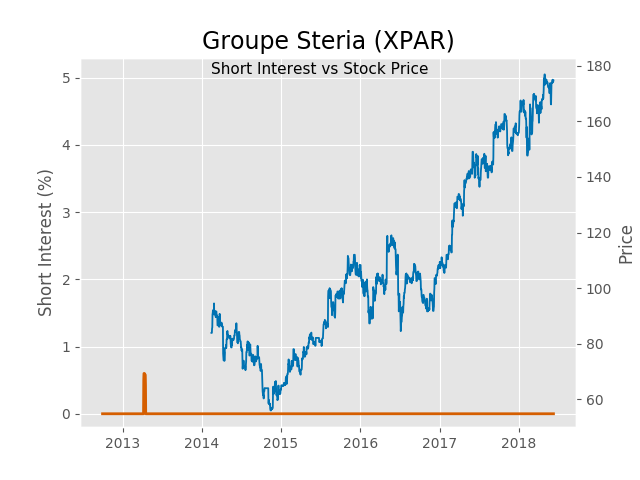 Groupe Steria (XPAR)
Short Interest vs Stock Price
Short Interest (%)
5
4
3
2
1
0
180
160
140
120
100
80
60
Price
2013 2014 2015 2016 2017 2018